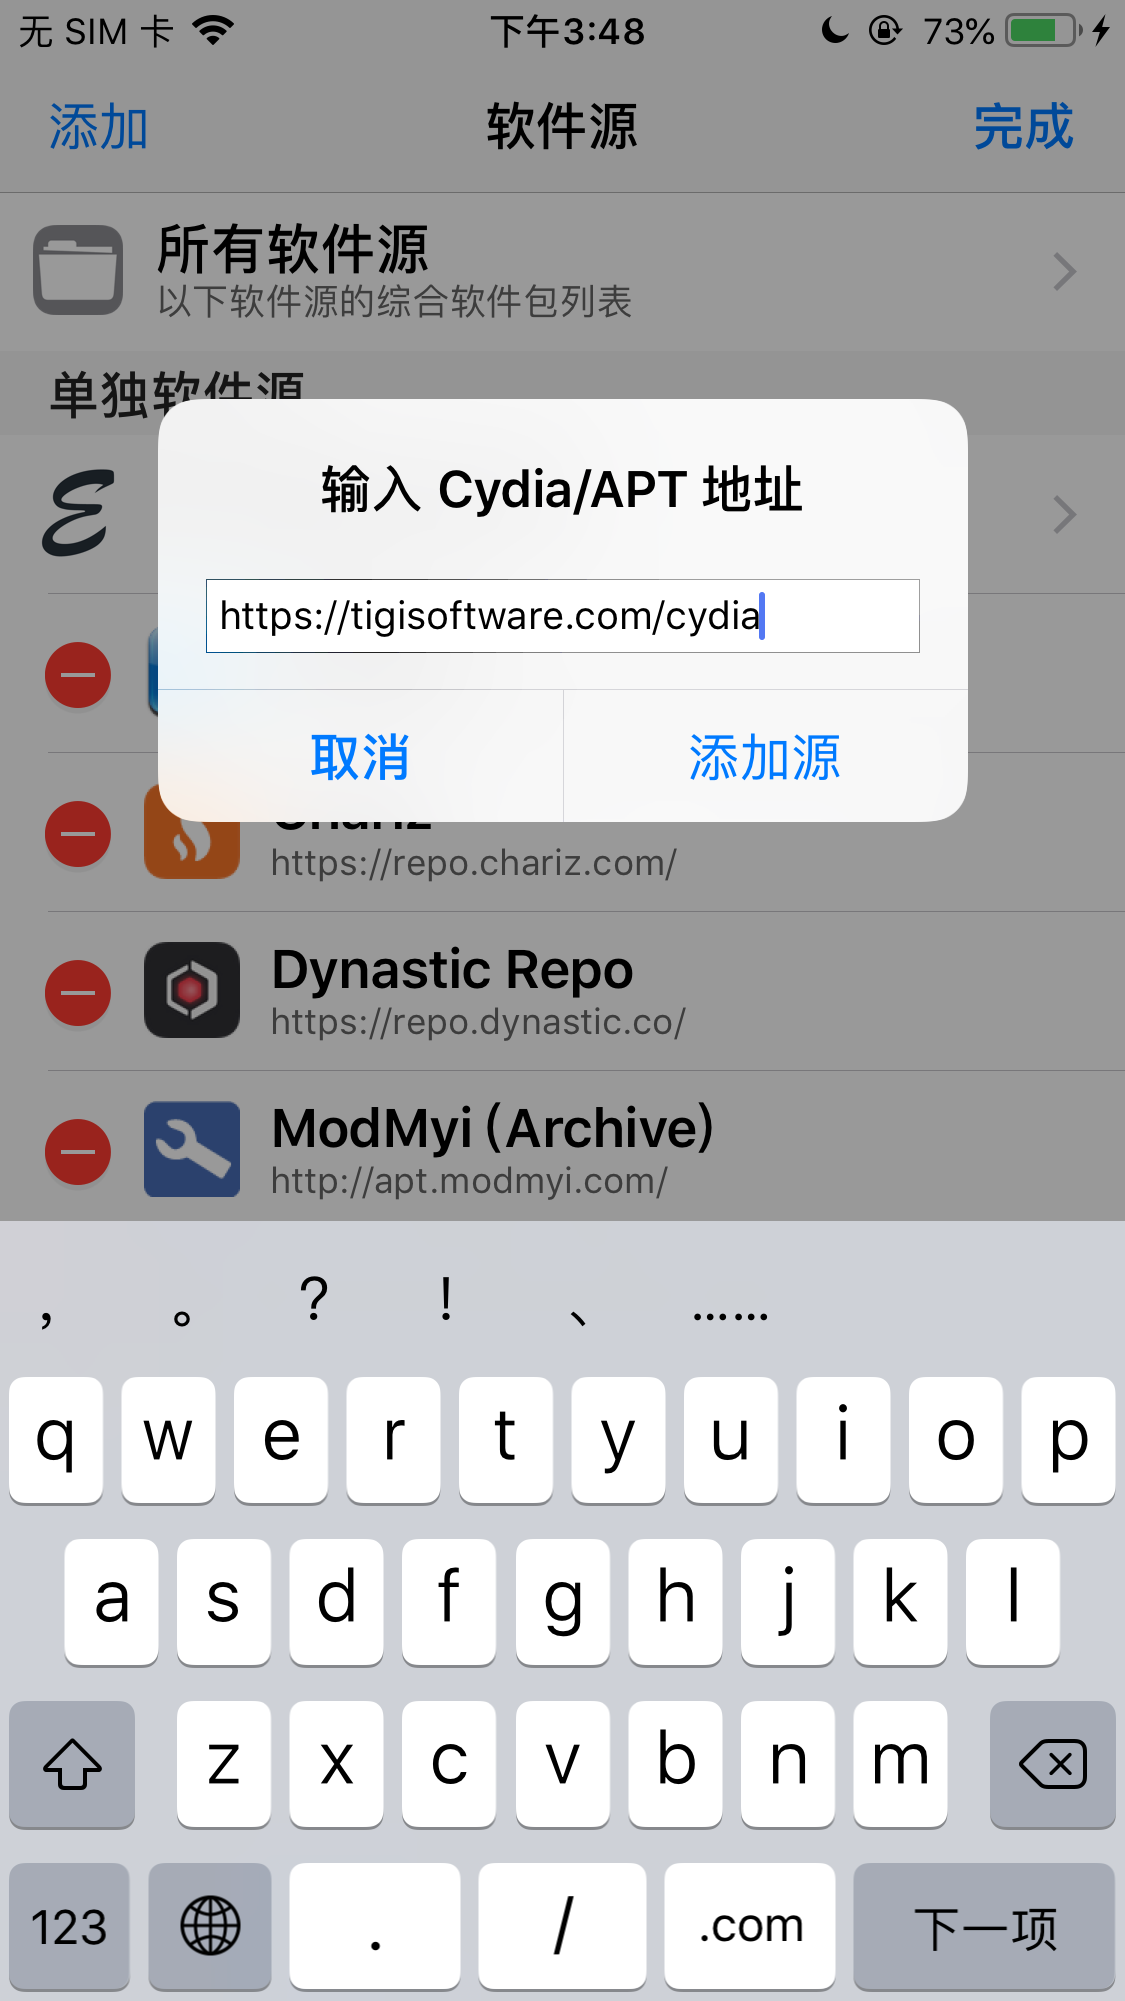 无 SIM 卡
下午3:48
73%
添加
软件源
完成
所有软件源
以下软件源的综合软件包列表
单独软件源
输入 Cydia/APT 地址
https://tigisoftware.com/cydia
取消
添加源
Chariz
https://repo.chariz.com/
Dynastic Repo
https://repo.dynastic.co/
ModMyi (Archive)
http://apt.modmyi.com/
， 。 ? ! 、 ……
q w e r t y u i o p
a s d f g h j k l
z x c v b n m
123 . / .com 下一项